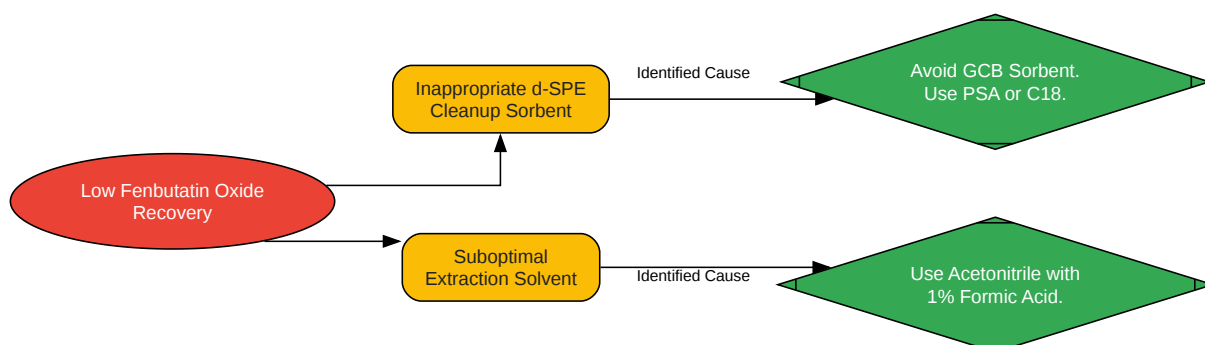 Low Fenbutatin Oxide
Recovery
Inappropriate d-SPE
Cleanup Sorbent
Identified Cause
Avoid GCB Sorbent.
Use PSA or C18.
Suboptimal
Extraction Solvent
Identified Cause
Use Acetonitrile with
1% Formic Acid.